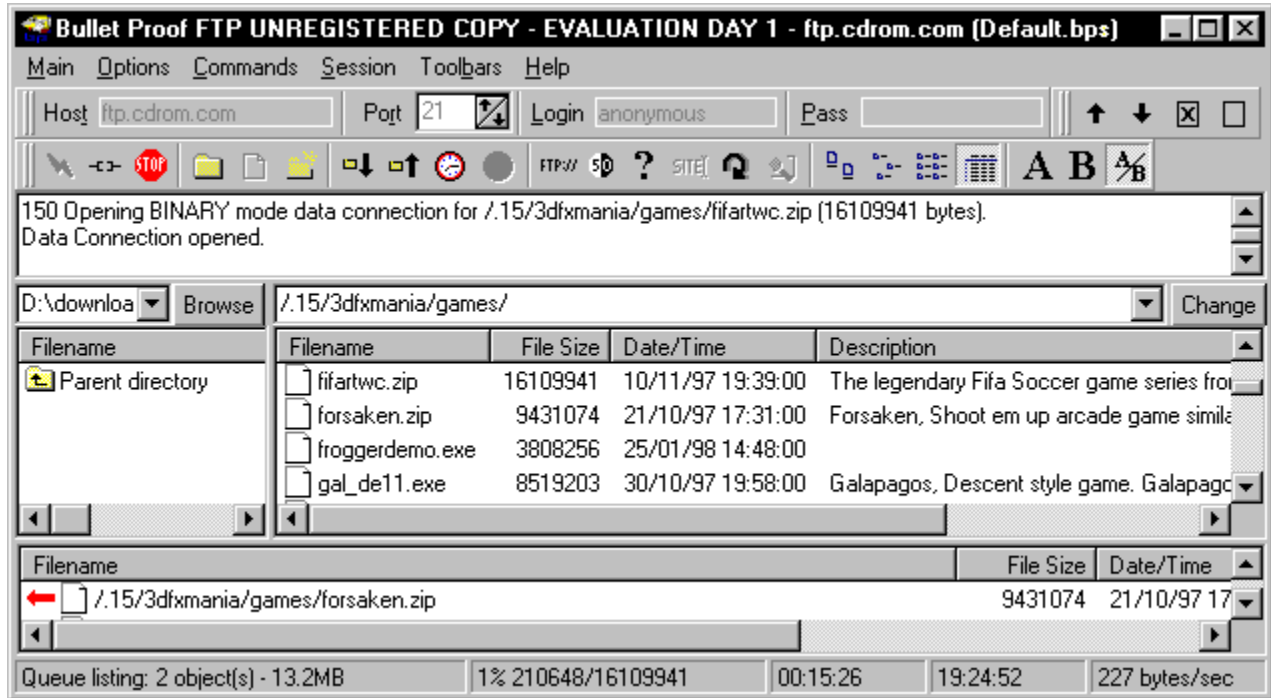 Bullet Proof FTP UNREGISTERED COPY - EVALUATION DAY 1 - ftp.cdrom.com (Default.bps)
Main Options Commands Session Toolbars Help
Host ftp.cdrom.com Port 21 Login anonymous Pass
STOP FTP:// 50 ? SITE A B A/B
150 Opening BINARY mode data connection for /.15/3dfxmania/games/fifartwc.zip (16109941 bytes).
Data Connection opened.
D:\downloa Browse /.15/3dfxmania/games/ Change
Filename Filename File Size Date/Time Description
Parent directory fifartwc.zip 16109941 10/11/97 19:39:00 The legendary Fifa Soccer game series fro
forsaken.zip 9431074 21/10/97 17:31:00 Forsaken, Shoot em up arcade game simila
froggerdemo.exe 3808256 25/01/98 14:48:00
gal_de11.exe 8519203 30/10/97 19:58:00 Galapagos, Descent style game. Galapago
Filename File Size Date/Time
/.15/3dfxmania/games/forsaken.zip 9431074 21/10/97 17
Queue listing: 2 object(s) - 13.2MB 1% 210648/16109941 00:15:26 19:24:52 227 bytes/sec